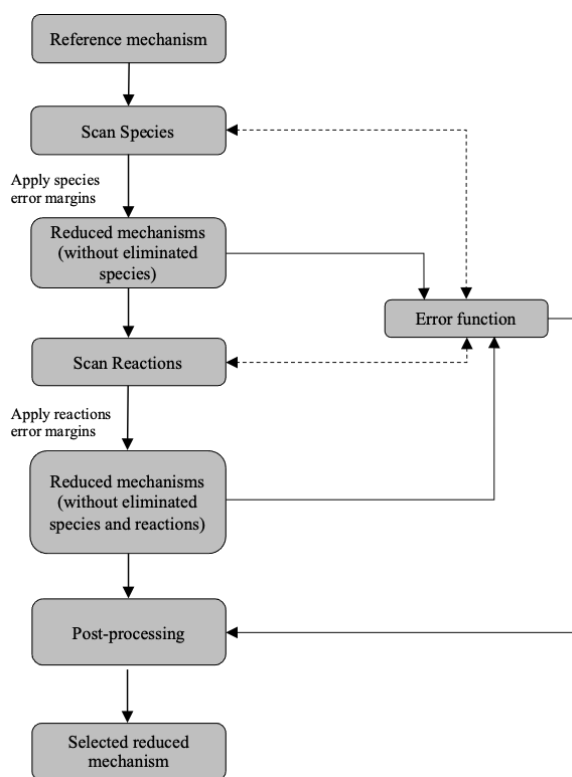 Reference mechanism
Scan Species
Apply species
error margins
Reduced mechanisms
(without eliminated
species)
Error function
Scan Reactions
Apply reactions
error margins
Reduced mechanisms
(without eliminated
species and reactions)
Post-processing
Selected reduced
mechanism